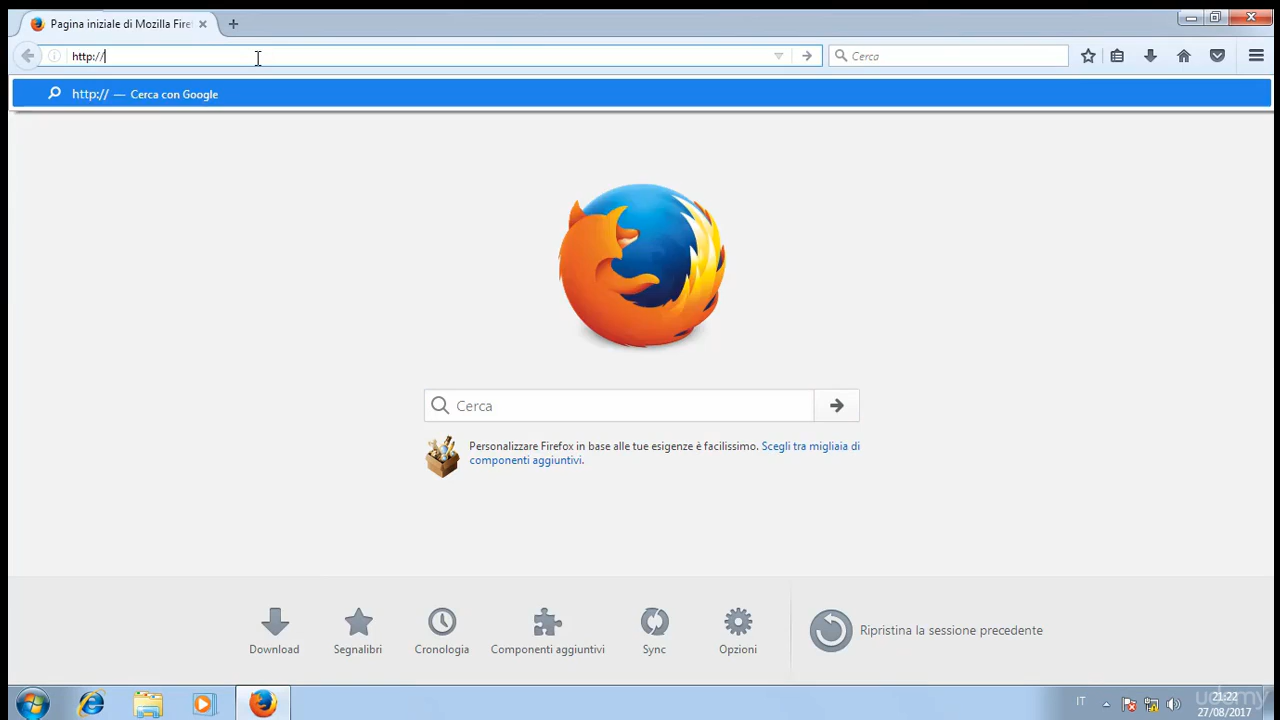 Pagina iniziale di Mozilla Fire
http://
Cerca
http:// — Cerca con Google
Cerca
Personalizzare Firefox in base alle tue esigenze è facilissimo. Scegli tra migliaia di
componenti aggiuntivi.
Download
Segnalibri
Cronologia
Componenti aggiuntivi
Sync
Opzioni
Ripristina la sessione precedente
IT
21:22
27/08/2017
udemy